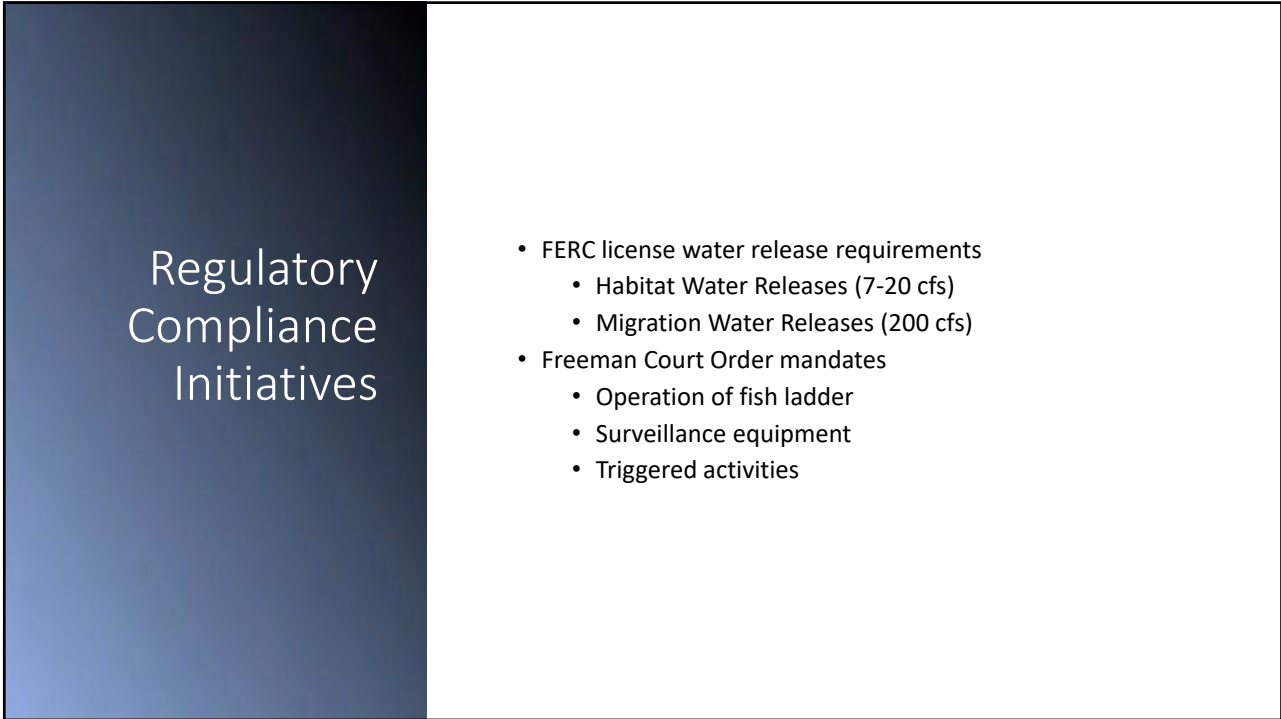 Regulatory
Compliance
Initiatives
• FERC license water release requirements
• Habitat Water Releases (7-20 cfs)
• Migration Water Releases (200 cfs)
• Freeman Court Order mandates
• Operation of fish ladder
• Surveillance equipment
• Triggered activities